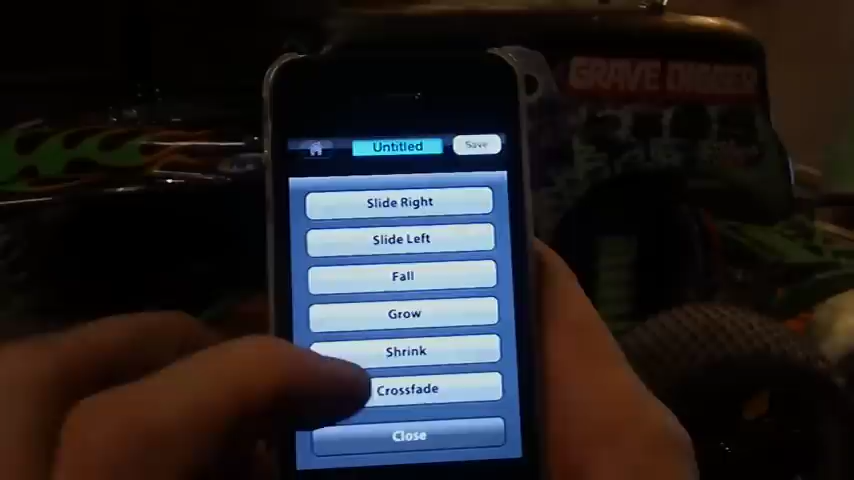 GRAVE DIGGER
Untitled
Save
Slide Right
Slide Left
Fall
Grow
Shrink
Crossfade
Close